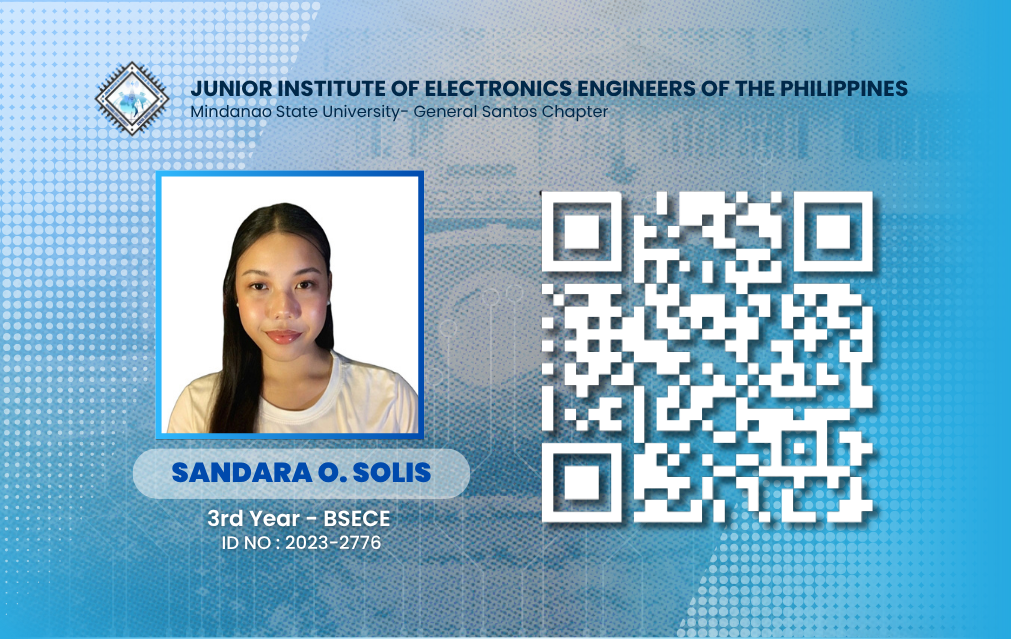 JUNIOR INSTITUTE OF ELECTRONICS ENGINEERS OF THE PHILIPPINES
Mindanao State University- General Santos Chapter
SANDARA O. SOLIS
3rd Year - BSECE
ID NO : 2023-2776